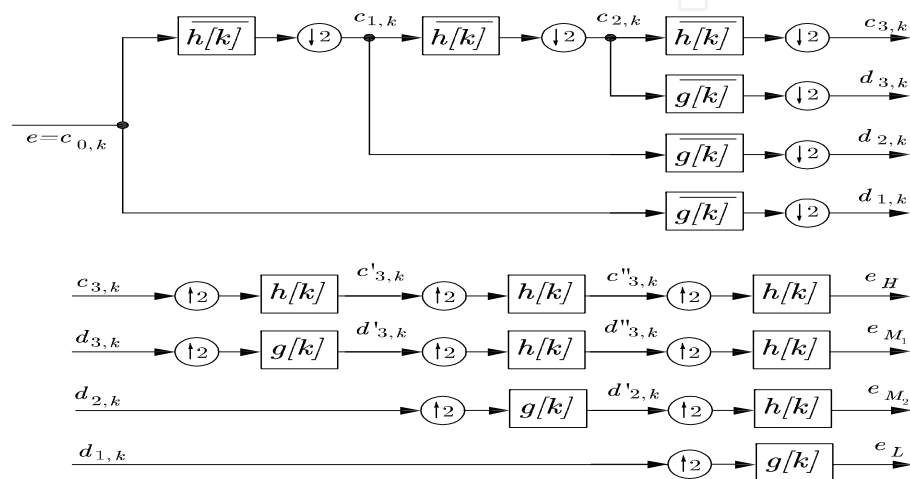 h[k] ↓2 c1,k h[k] ↓2 c2,k h[k] ↓2 c3,k
g[k] ↓2 d3,k
e=c0,k
g[k] ↓2 d2,k
g[k] ↓2 d1,k
c3,k ↑2 h[k] c'3,k ↑2 h[k] c''3,k ↑2 h[k] eH
d3,k ↑2 g[k] d'3,k ↑2 h[k] d''3,k ↑2 h[k] eM1
d2,k ↑2 g[k] d'2,k ↑2 h[k] eM2
d1,k ↑2 g[k] eL